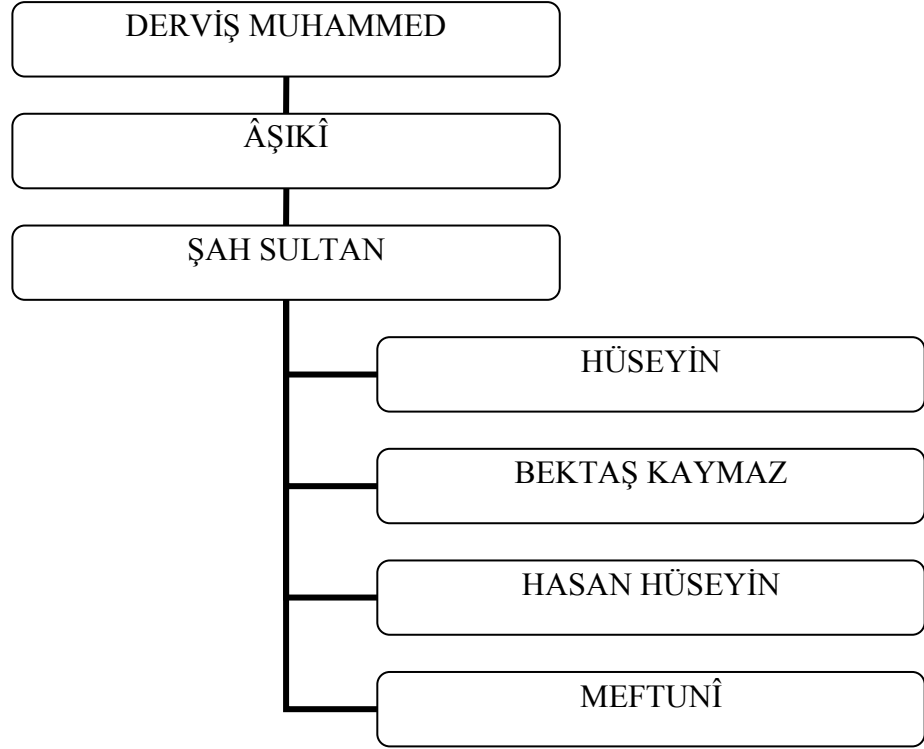 DERVİŞ MUHAMMED
ÂŞIKÎ
ŞAH SULTAN
HÜSEYİN
BEKTAŞ KAYMAZ
HASAN HÜSEYİN
MEFTUNÎ